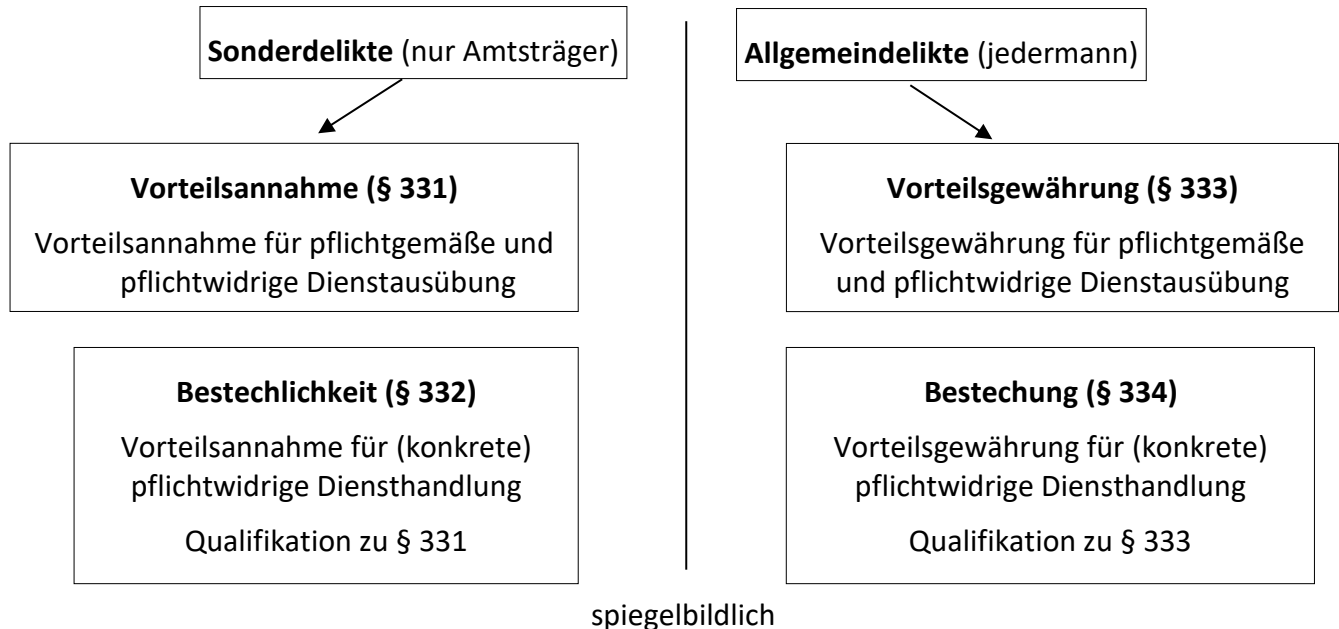 Sonderdelikte (nur Amtsträger)
Vorteilsannahme (§ 331)
Vorteilsannahme für pflichtgemäße und
pflichtwidrige Dienstausübung
Bestechlichkeit (§ 332)
Vorteilsannahme für (konkrete)
pflichtwidrige Diensthandlung
Qualifikation zu § 331
Allgemeindelikte (jedermann)
Vorteilsgewährung (§ 333)
Vorteilsgewährung für pflichtgemäße
und pflichtwidrige Dienstausübung
Bestechung (§ 334)
Vorteilsgewährung für (konkrete)
pflichtwidrige Diensthandlung
Qualifikation zu § 333
spiegelbildlich